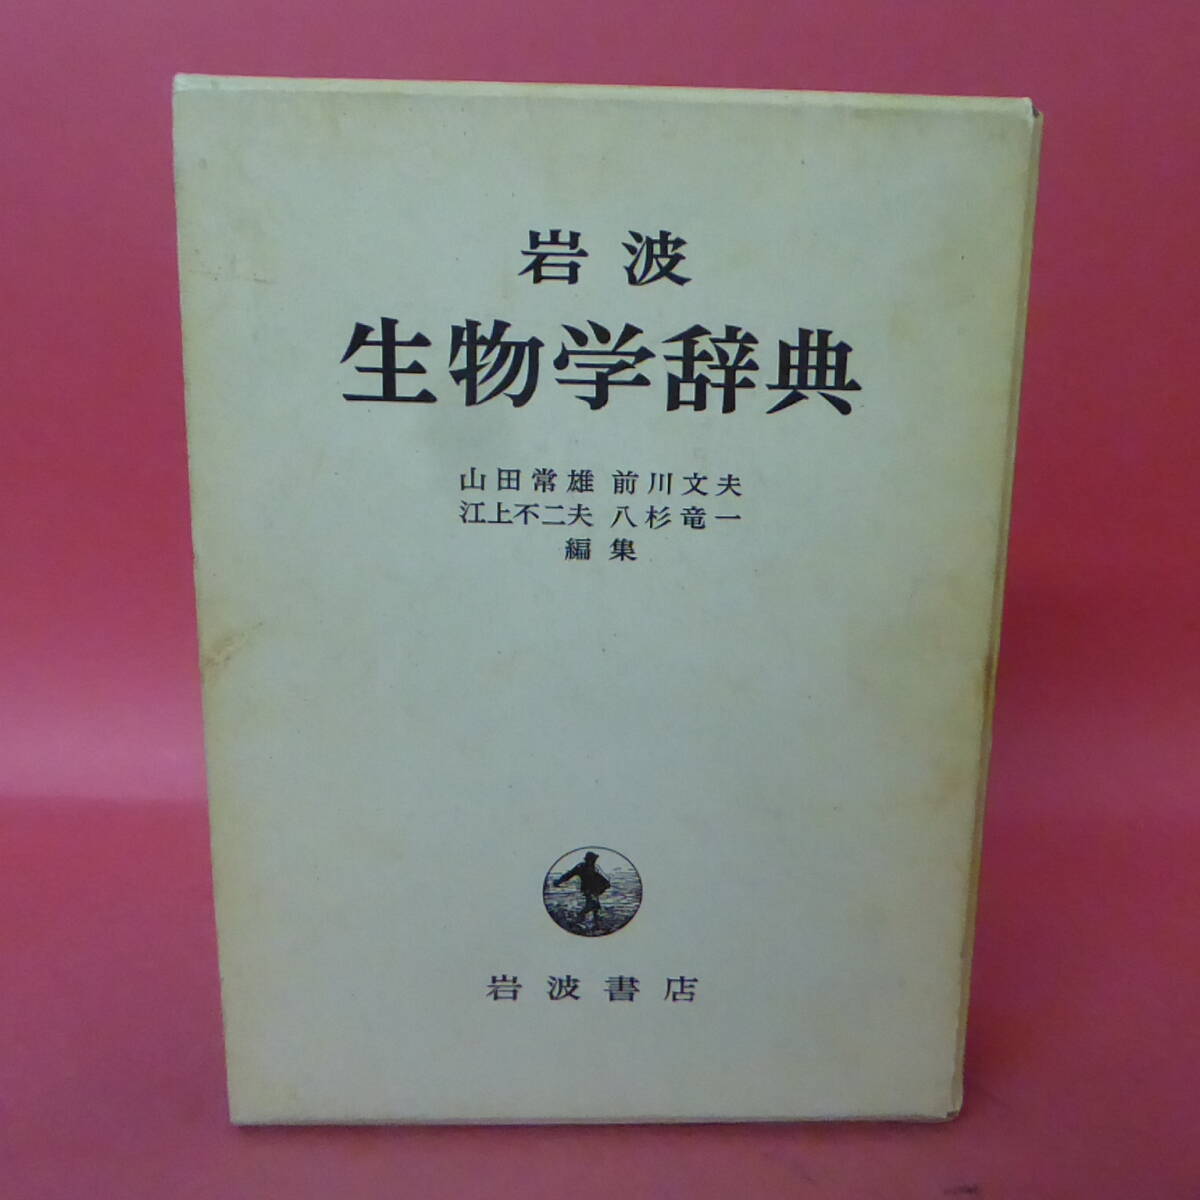 岩波
生物学辞典
山田常雄 前川文夫
江上不二夫 八杉竜一
編集
岩波書店